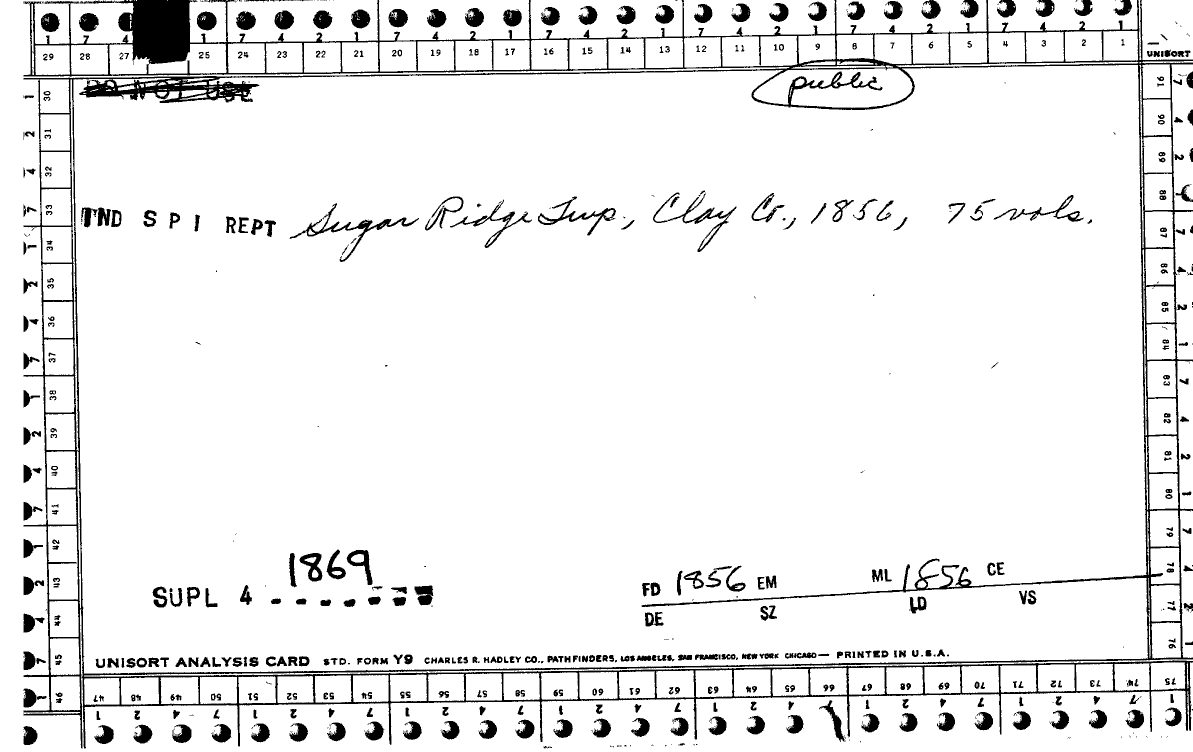 1 7 4 1 7 4 2 1 7 4 2 1 7 4 2 1 7 4 2 1 7 4 2 1 7 4 2 1
29 28 27 25 24 23 22 21 20 19 18 17 16 15 14 13 12 11 10 9 8 7 6 5 4 3 2 1
UNISORT
DO NOT USE
public
IND S P I REPT Sugar Ridge Twp., Clay Co., 1856, 75 vols.
1869
SUPL 4
FD 1856 EM ML 1856 CE
DE SZ LD VS
UNISORT ANALYSIS CARD STD. FORM Y9 CHARLES R. HADLEY CO., PATHFINDERS, LOS ANGELES, SAN FRANCISCO, NEW YORK CHICAGO — PRINTED IN U.S.A.
30 31 32 33 34 35 36 37 38 39 40 41 42 43 44 45 46
47 48 49 50 51 52 53 54 55 56 57 58 59 60 61 62 63 64 65 66 67 68 69 70 71 72 73 74 75
1 2 4 7 1 2 4 7 1 2 4 7 1 2 4 7 1 2 4 7 1 2 4 7 1 2 4 7 1
91 90 89 88 87 86 85 84 83 82 81 80 79 78 77 76